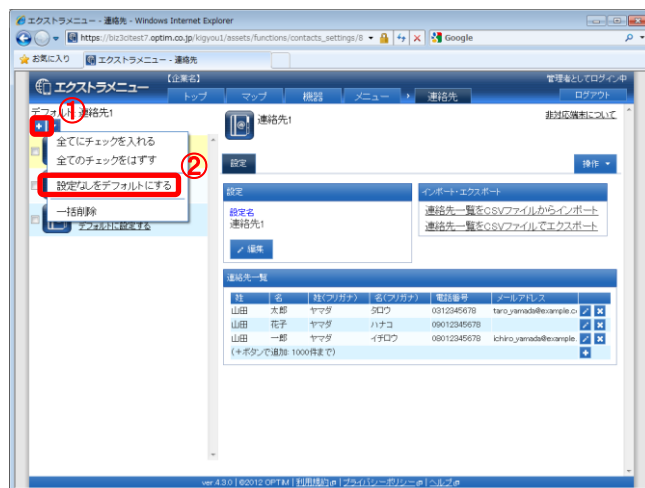 エクストラメニュー - 連絡先 - Windows Internet Explorer
https://biz3citest7.optim.co.jp/kigyou1/assets/functions/contacts_settings/8
Google
お気に入り
エクストラメニュー - 連絡先
エクストラメニュー
【企業名】
管理者としてログイン中
トップ
マップ
機器
メニュー
連絡先
ログアウト
デフォルト:連絡先1
①
連絡先1
非対応端末について
全てにチェックを入れる
全てのチェックをはずす
②
設定なしをデフォルトにする
一括削除
デフォルトに設定する
設定
操作
設定
設定名
連絡先1
編集
インポート・エクスポート
連絡先一覧をCSVファイルからインポート
連絡先一覧をCSVファイルでエクスポート
連絡先一覧
姓 名 姓(フリガナ) 名(フリガナ) 電話番号 メールアドレス
山田 太郎 ヤマダ タロウ 0312345678 taro_yamada@example.co
山田 花子 ヤマダ ハナコ 09012345678
山田 一郎 ヤマダ イチロウ 08012345678 ichiro_yamada@example.
(+ボタンで追加: 1000件まで)
ver.4.3.0 | ©2012 OPTiM | 利用規約 | プライバシーポリシー | ヘルプ